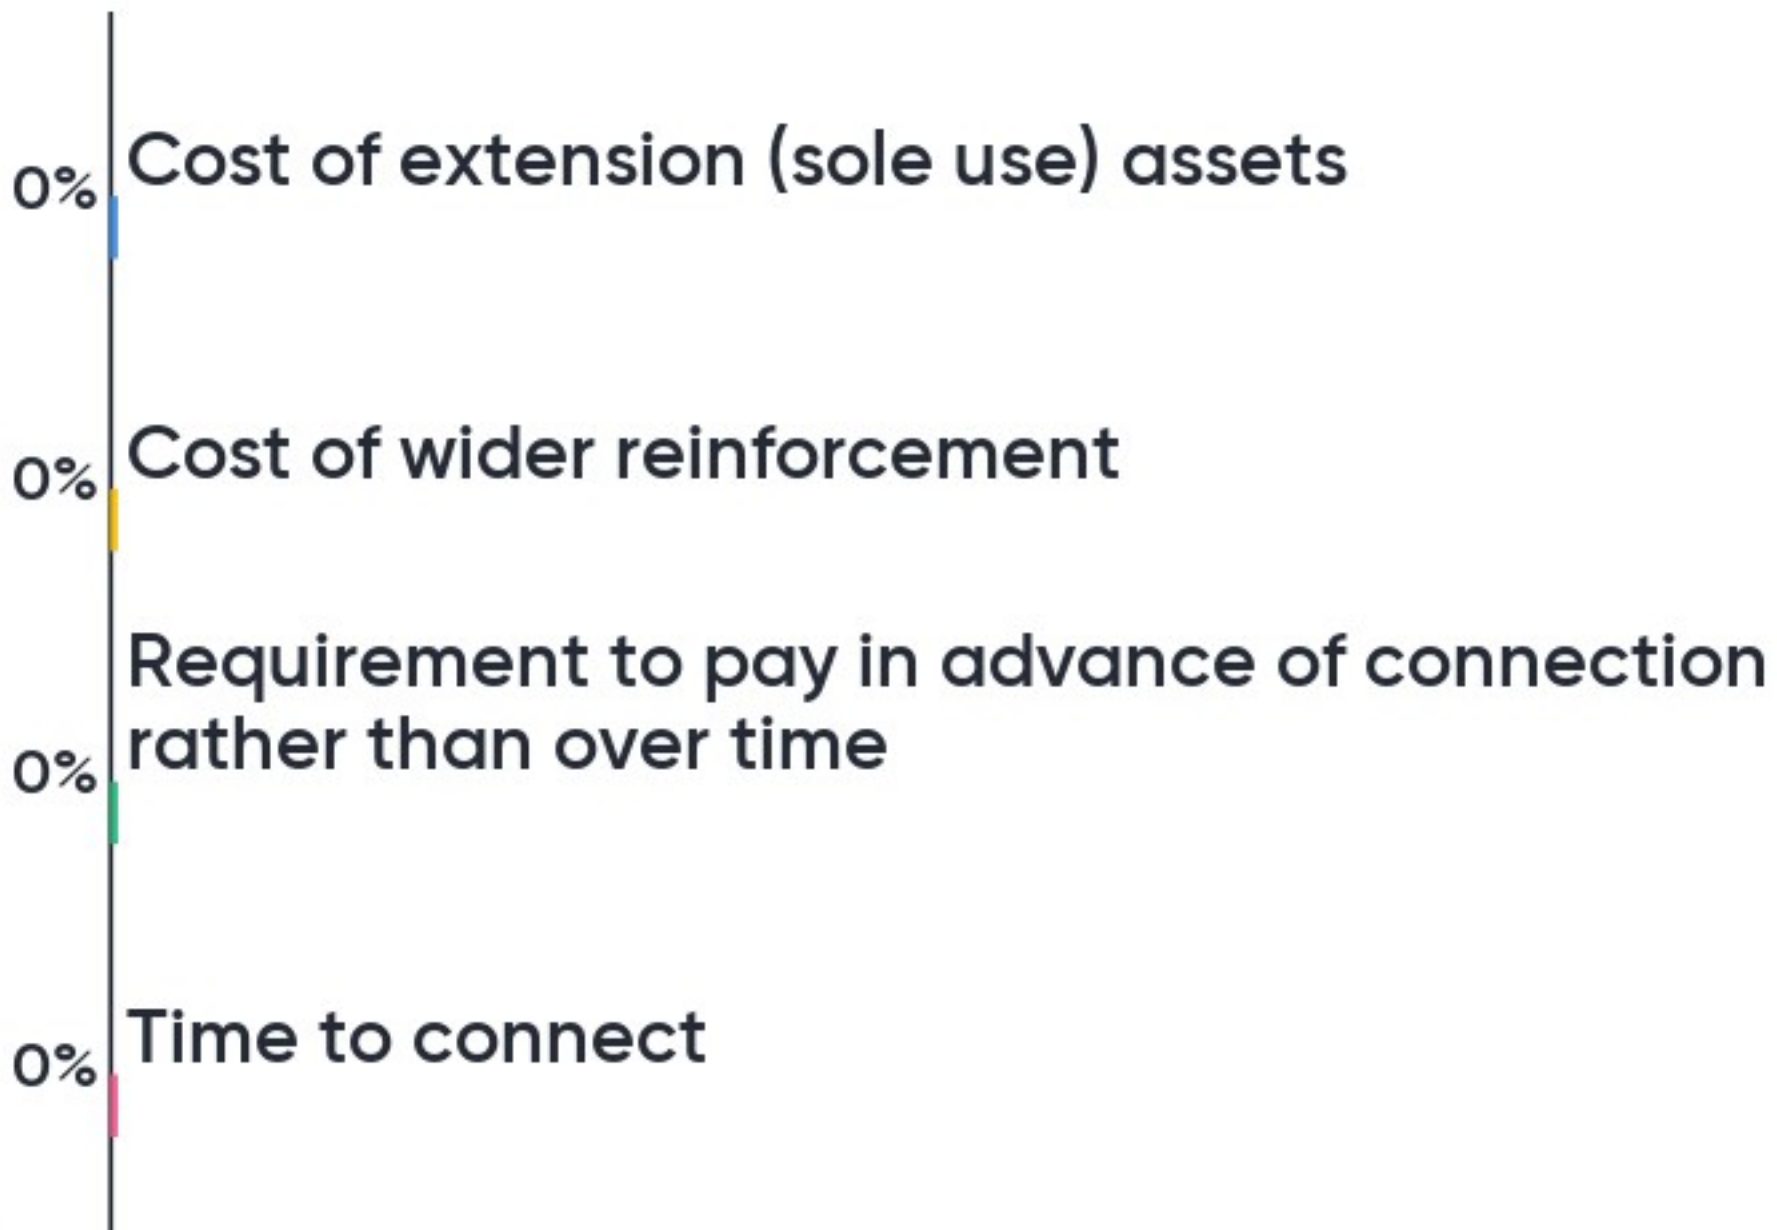 Cost of extension (sole use) assets
0%
Cost of wider reinforcement
0%
Requirement to pay in advance of connection
rather than over time
0%
Time to connect
0%